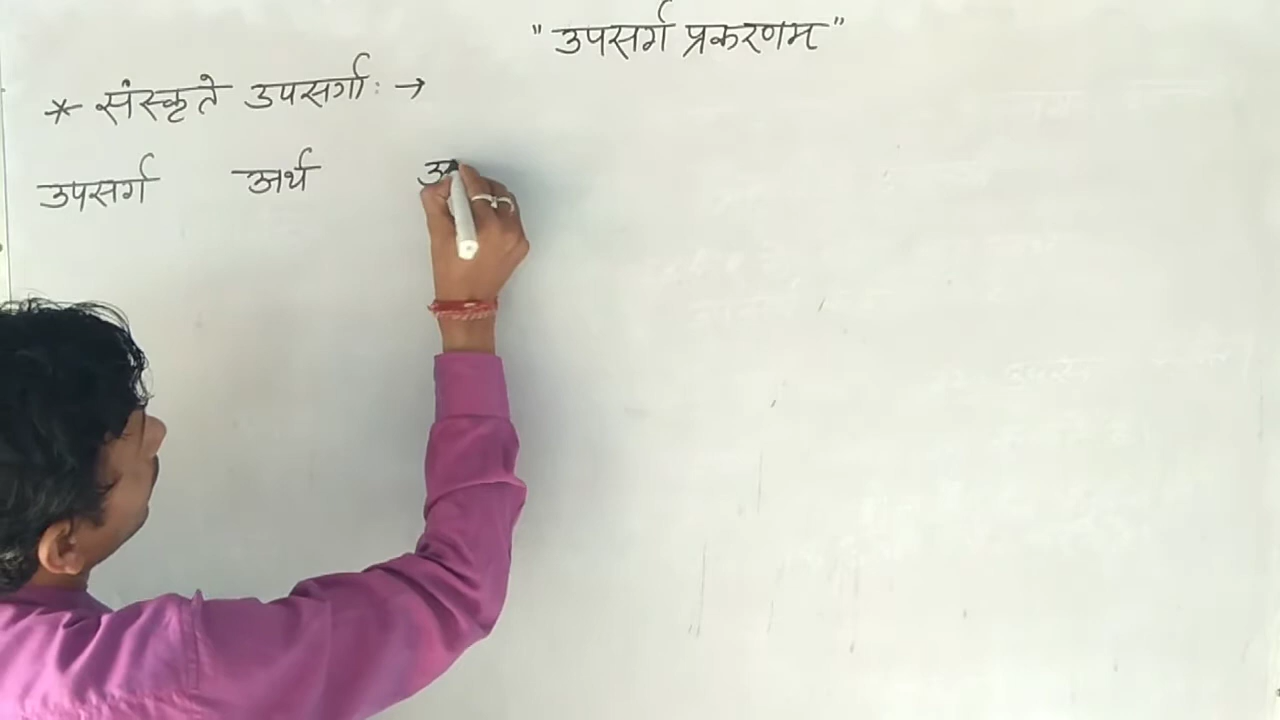 "उपसर्ग प्रकरणम"
* संस्कृते उपसर्गाः →
उपसर्ग अर्थ